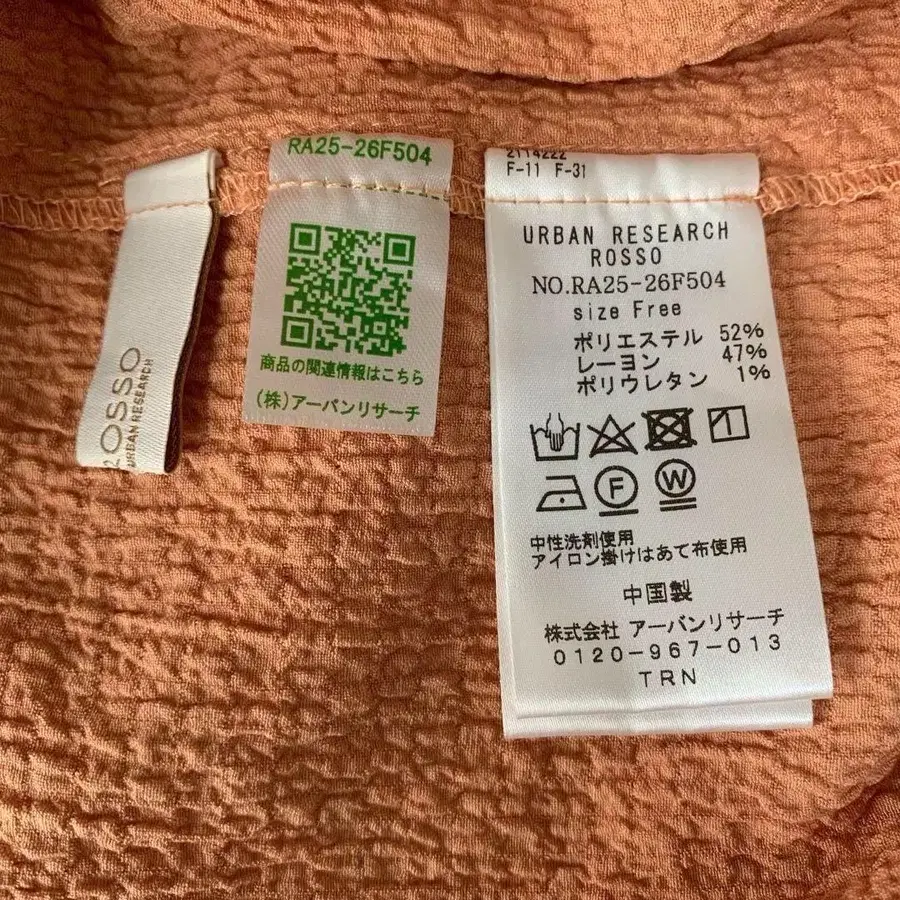 OSSO
URBAN RESEARCH
RA25-26F504
商品の関連情報はこちら
(株)アーバンリサーチ
2114222
F-11 F-31
URBAN RESEARCH
ROSSO
NO.RA25-26F504
size Free
ポリエステル 52%
レーヨン 47%
ポリウレタン 1%
F W
中性洗剤使用
アイロン掛けはあて布使用
中国製
株式会社 アーバンリサーチ
0120-967-013
TRN